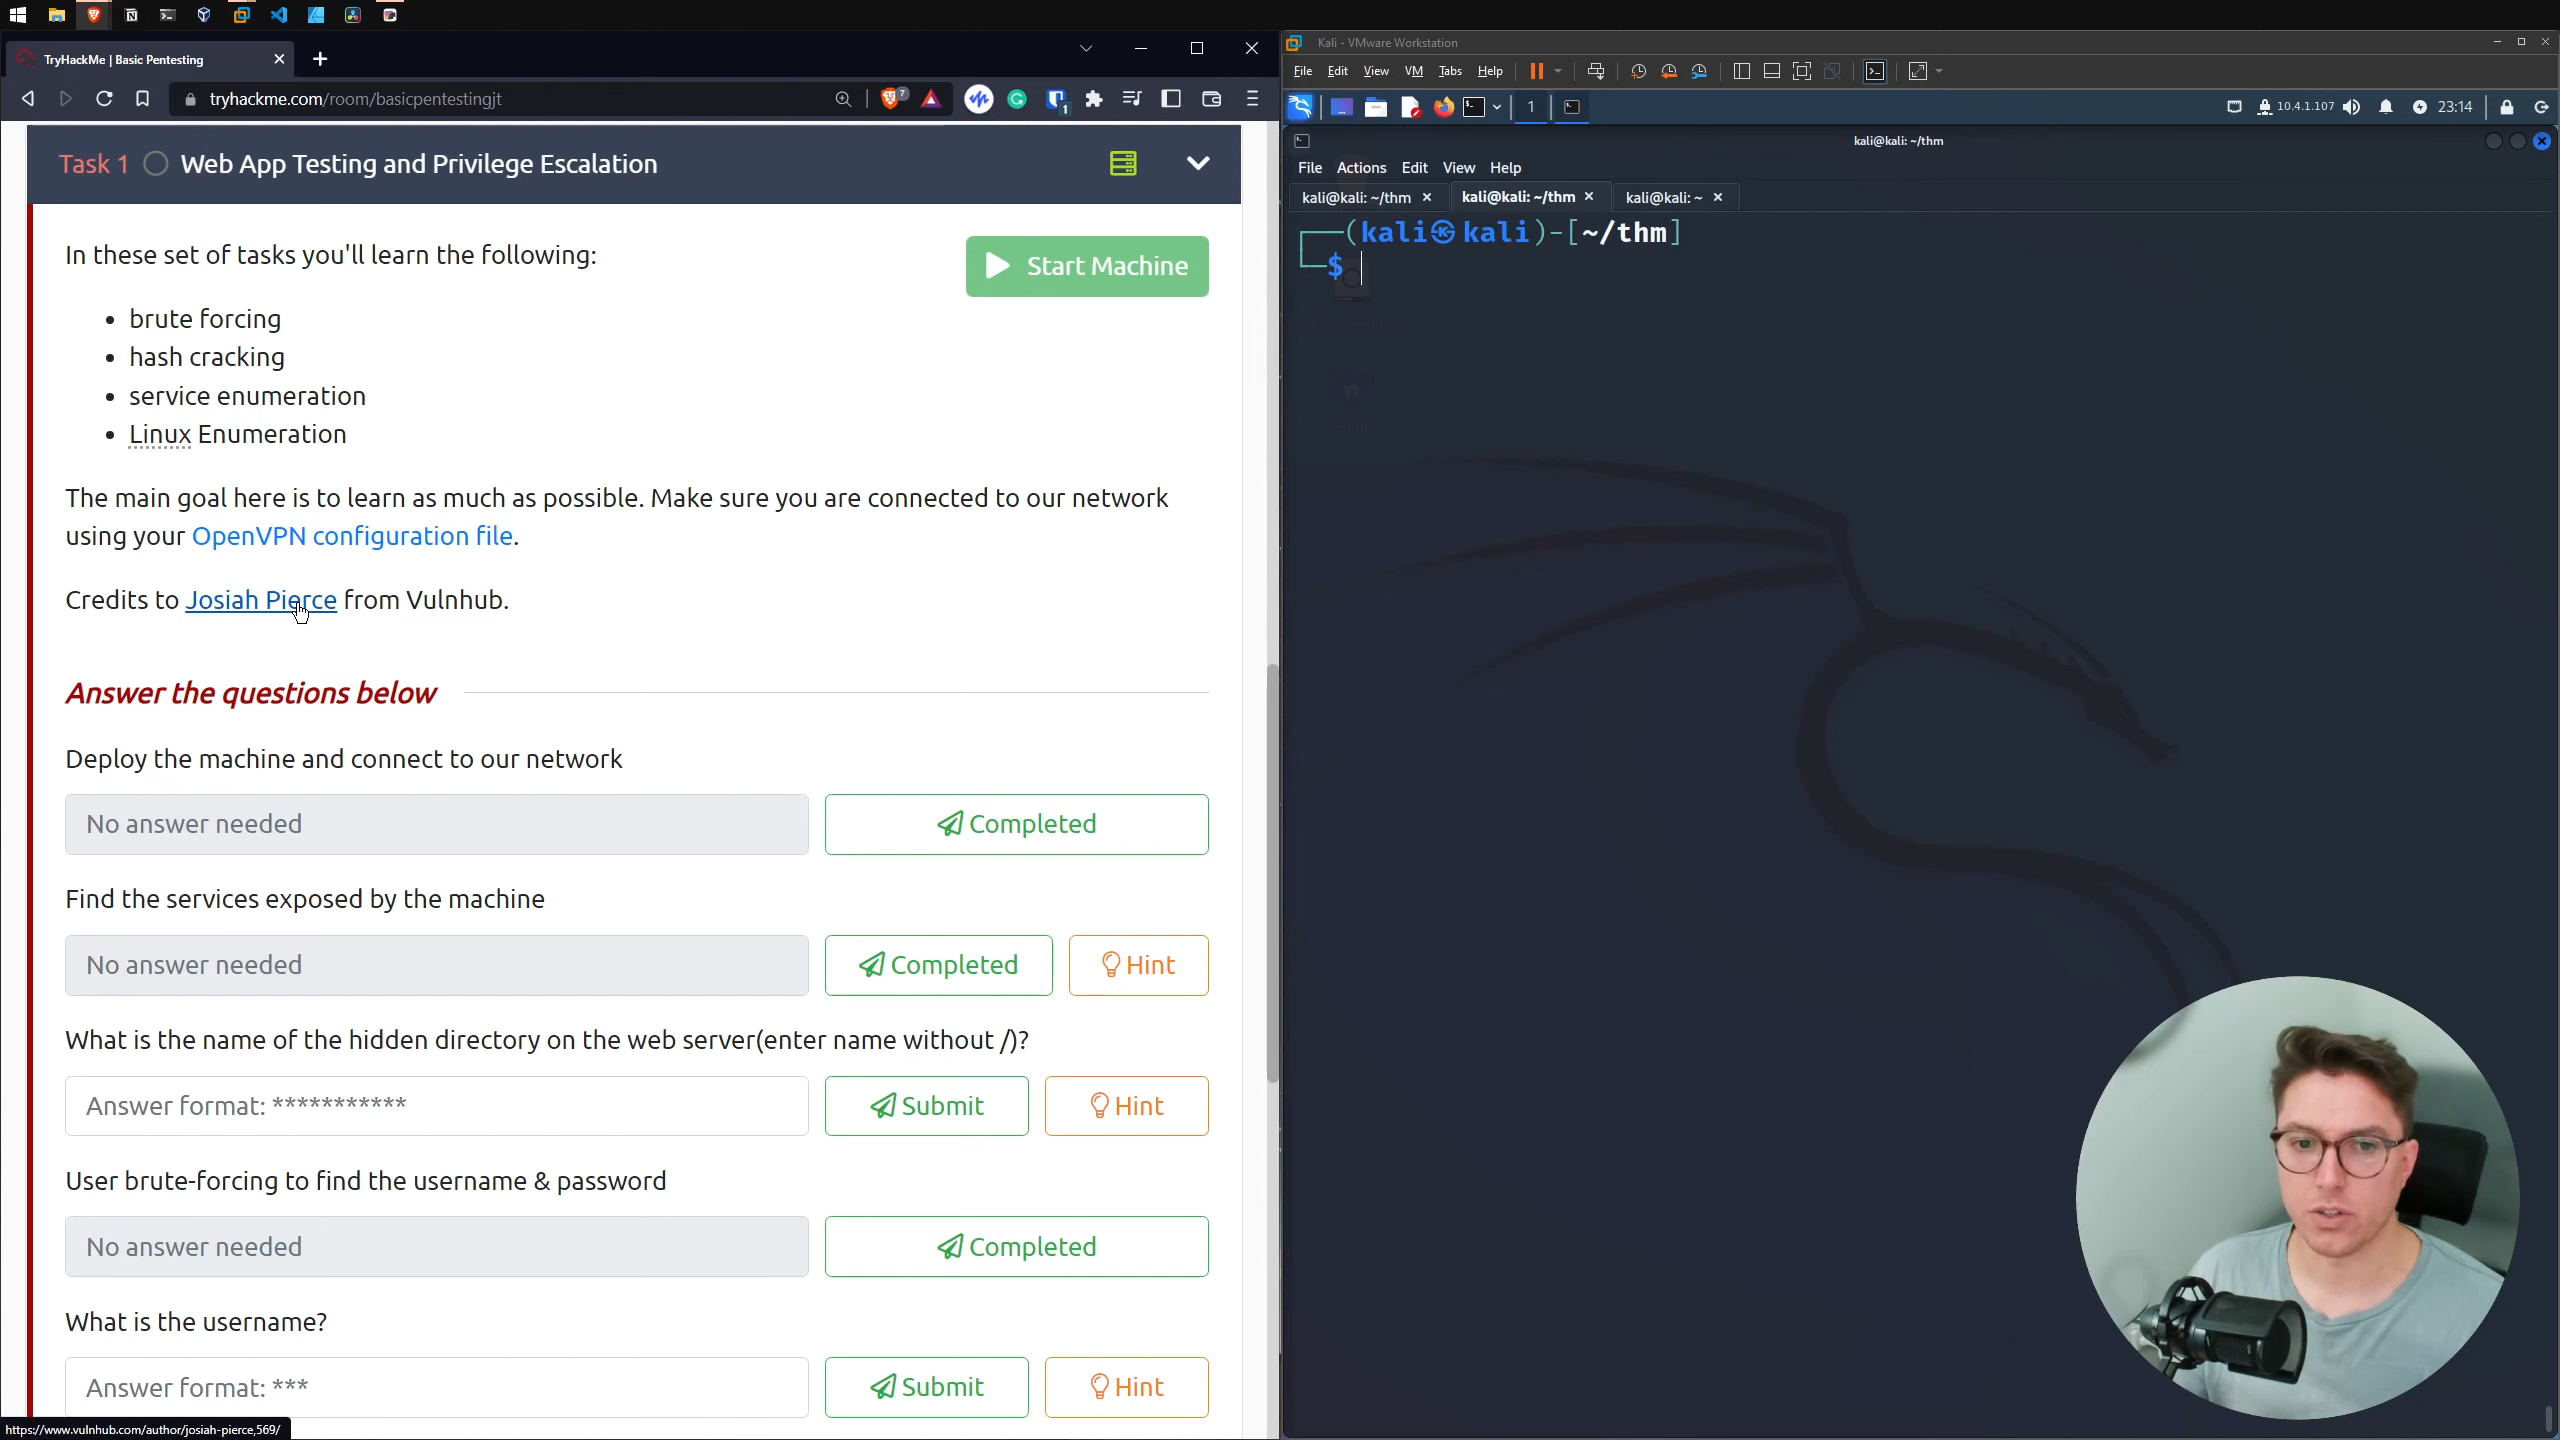 TryHackMe | Basic Pentesting
tryhackme.com/room/basicpentestingjt
7
1
Task 1 Web App Testing and Privilege Escalation
In these set of tasks you'll learn the following:
Start Machine
• brute forcing
• hash cracking
• service enumeration
• Linux Enumeration
The main goal here is to learn as much as possible. Make sure you are connected to our network
using your OpenVPN configuration file.
Credits to Josiah Pierce from Vulnhub.
Answer the questions below
Deploy the machine and connect to our network
No answer needed
Completed
Find the services exposed by the machine
No answer needed
Completed
Hint
What is the name of the hidden directory on the web server(enter name without /)?
Answer format: ***********
Submit
Hint
User brute-forcing to find the username & password
No answer needed
Completed
What is the username?
Answer format: ***
Submit
Hint
https://www.vulnhub.com/author/josiah-pierce,569/
Kali - VMware Workstation
File Edit View VM Tabs Help
1
10.4.1.107
23:14
kali@kali: ~/thm
File Actions Edit View Help
kali@kali: ~/thm
kali@kali: ~/thm
kali@kali: ~
┌──(kali㉿kali)-[~/thm]
└─$